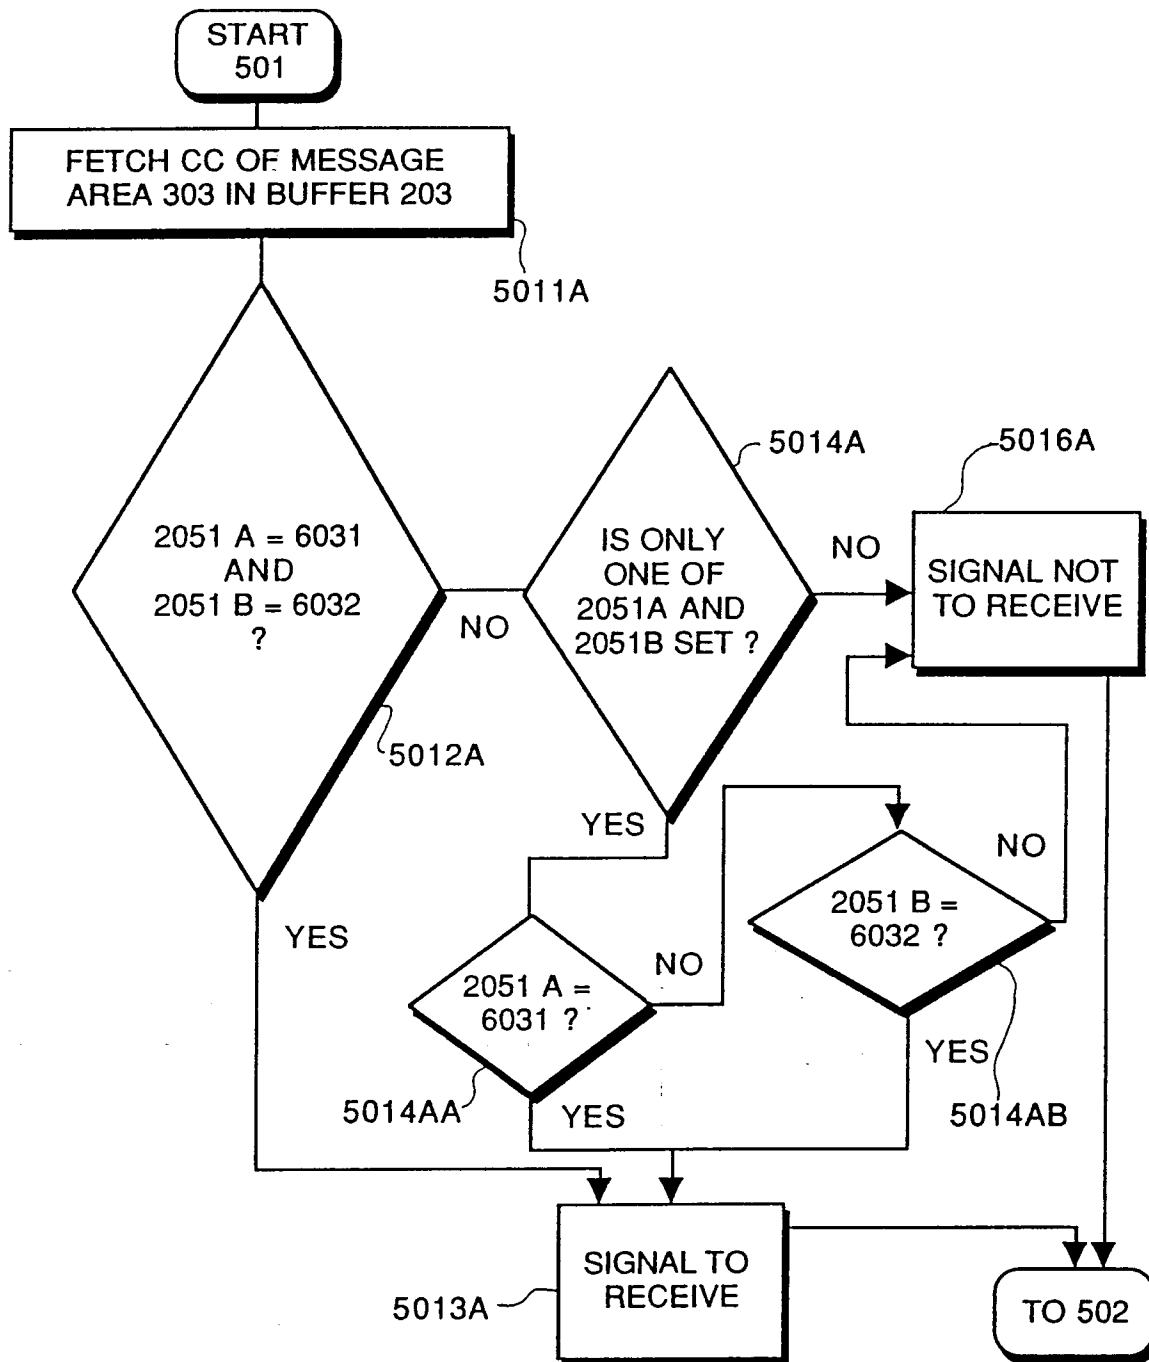 START
501
FETCH CC OF MESSAGE
AREA 303 IN BUFFER 203
5011A
2051 A = 6031
AND
2051 B = 6032
?
NO
5012A
YES
5014A
IS ONLY
ONE OF
2051A AND
2051B SET ?
NO
YES
5016A
SIGNAL NOT
TO RECEIVE
2051 A =
6031 ?
NO
5014AA
YES
2051 B =
6032 ?
NO
YES
5014AB
SIGNAL TO
RECEIVE
5013A
TO 502